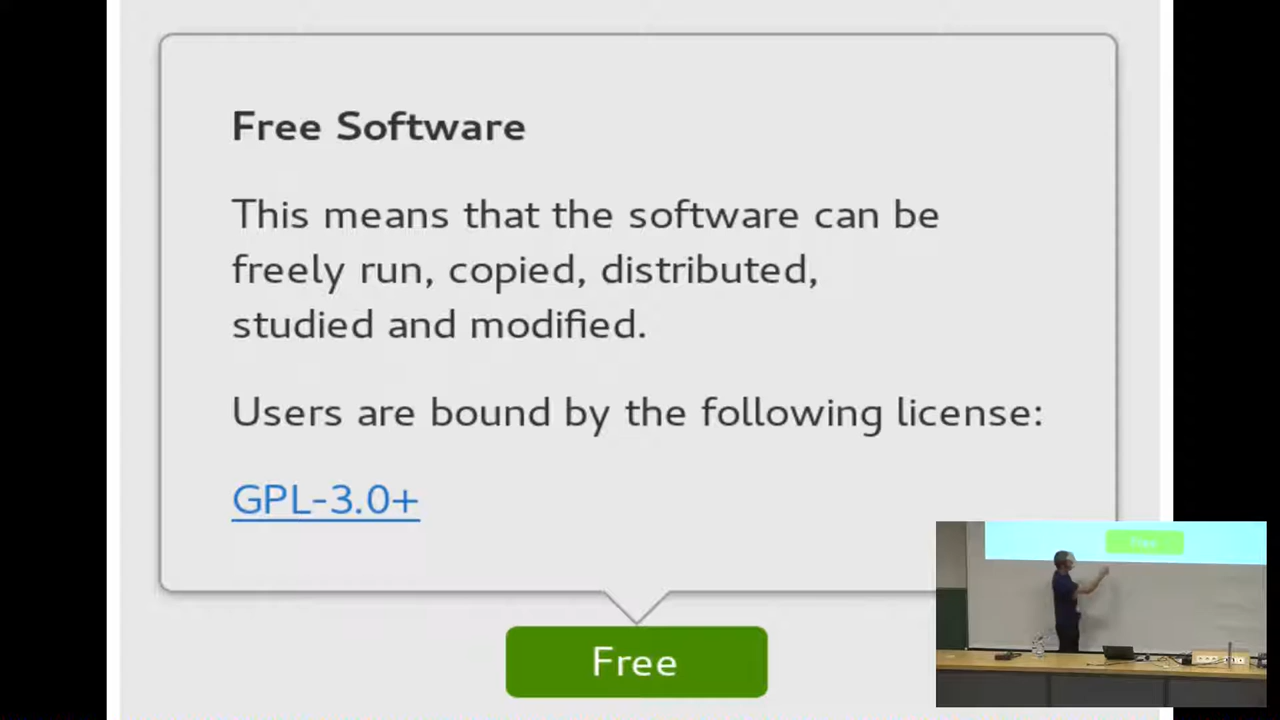 Free Software
This means that the software can be
freely run, copied, distributed,
studied and modified.
Users are bound by the following license:
GPL-3.0+
Free
Free